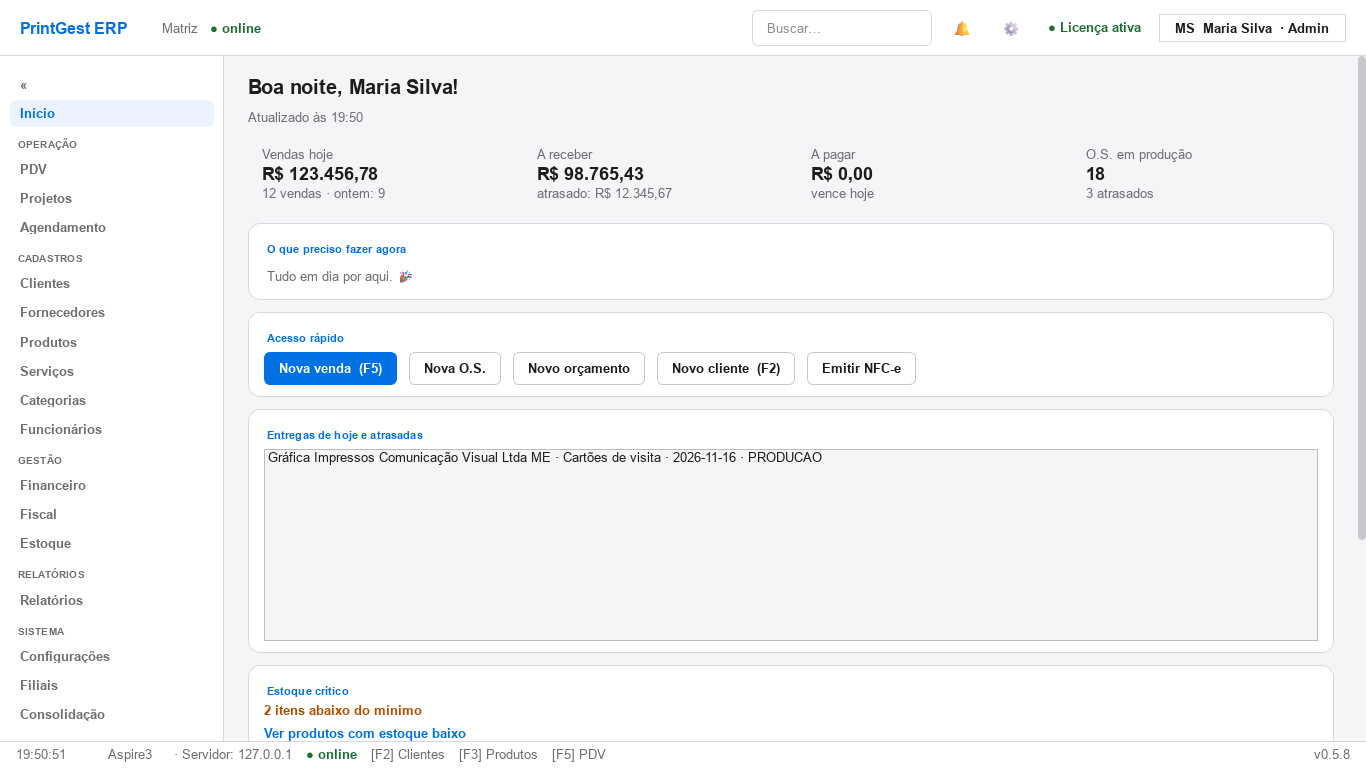 PrintGest ERP Matriz ● online Buscar... 🔔 ⚙ ● Licença ativa MS Maria Silva · Admin
«
Início
OPERAÇÃO
PDV
Projetos
Agendamento
CADASTROS
Clientes
Fornecedores
Produtos
Serviços
Categorias
Funcionários
GESTÃO
Financeiro
Fiscal
Estoque
RELATÓRIOS
Relatórios
SISTEMA
Configurações
Filiais
Consolidação
Boa noite, Maria Silva!
Atualizado às 19:50
Vendas hoje
R$ 123.456,78
12 vendas · ontem: 9
A receber
R$ 98.765,43
atrasado: R$ 12.345,67
A pagar
R$ 0,00
vence hoje
O.S. em produção
18
3 atrasados
O que preciso fazer agora
Tudo em dia por aqui. 🎉
Acesso rápido
Nova venda (F5) Nova O.S. Novo orçamento Novo cliente (F2) Emitir NFC-e
Entregas de hoje e atrasadas
Gráfica Impressos Comunicação Visual Ltda ME · Cartões de visita · 2026-11-16 · PRODUCAO
Estoque crítico
2 itens abaixo do mínimo
Ver produtos com estoque baixo
19:50:51 Aspire3 · Servidor: 127.0.0.1 ● online [F2] Clientes [F3] Produtos [F5] PDV v0.5.8